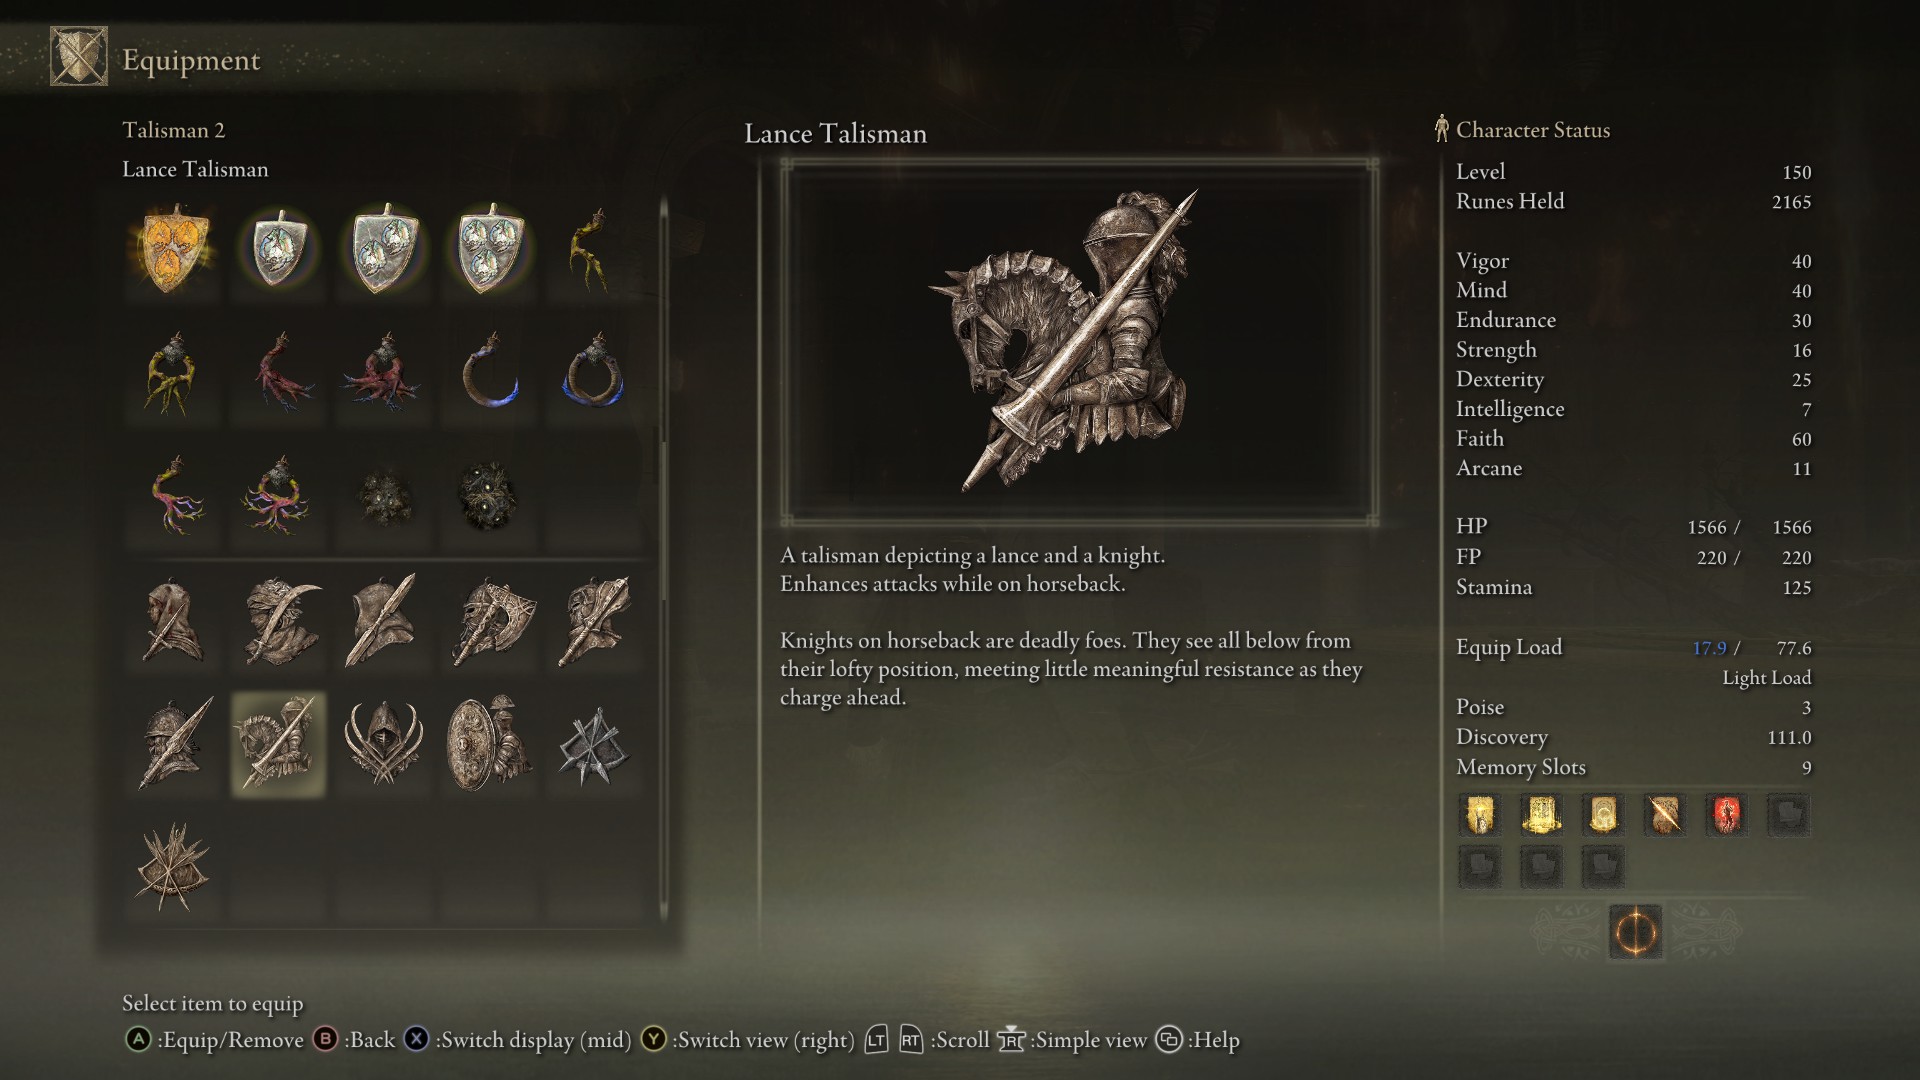 Equipment
Talisman 2
Lance Talisman
Lance Talisman
A talisman depicting a lance and a knight.
Enhances attacks while on horseback.
Knights on horseback are deadly foes. They see all below from
their lofty position, meeting little meaningful resistance as they
charge ahead.
Character Status
Level 150
Runes Held 2165
Vigor 40
Mind 40
Endurance 30
Strength 16
Dexterity 25
Intelligence 7
Faith 60
Arcane 11
HP 1566 / 1566
FP 220 / 220
Stamina 125
Equip Load 17.9 / 77.6
Light Load
Poise 3
Discovery 111.0
Memory Slots 9
Select item to equip
A :Equip/Remove B :Back X :Switch display (mid) Y :Switch view (right) LT RT :Scroll R :Simple view :Help